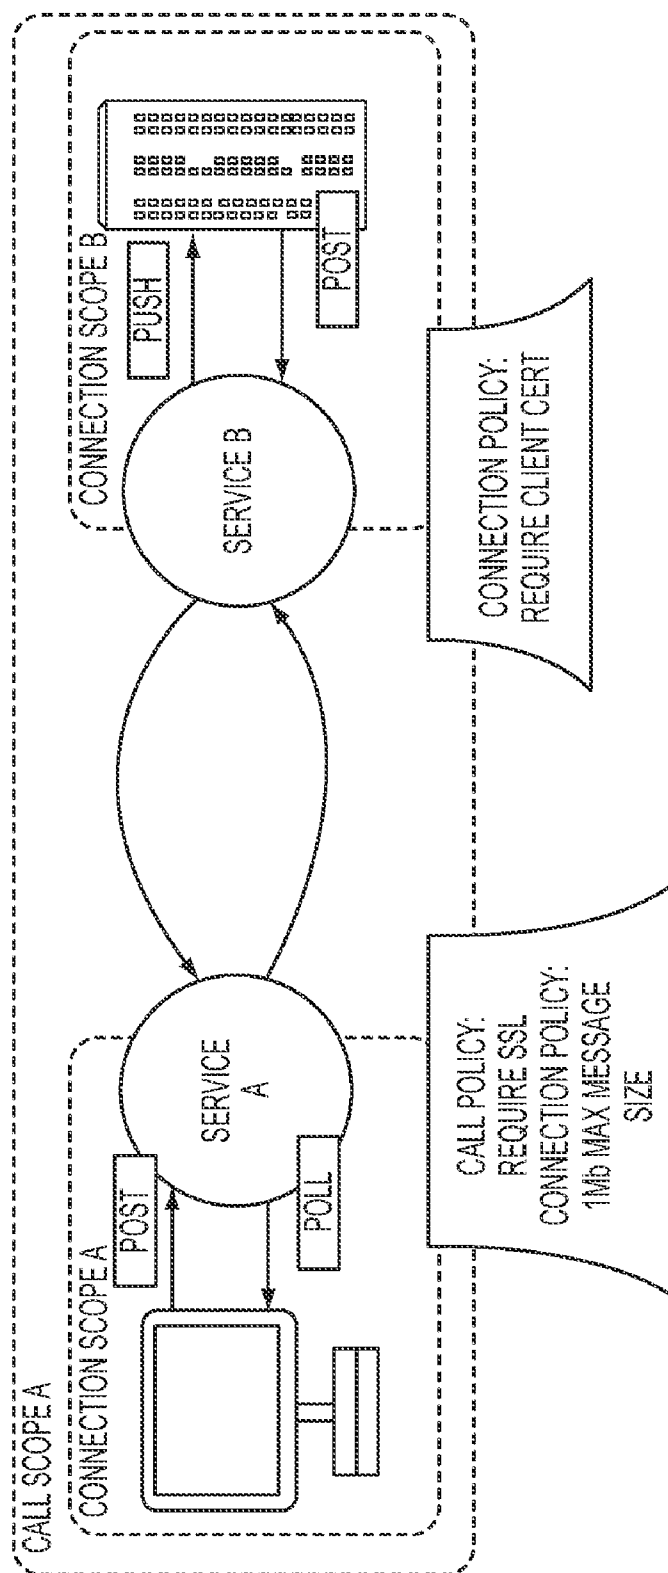 CALL SCOPE A
CONNECTION SCOPE A
POST
SERVICE
A
POLL
CONNECTION SCOPE B
SERVICE B
PUSH
POST
CALL POLICY:
REQUIRE SSL
CONNECTION POLICY:
1Mb MAX MESSAGE
SIZE
CONNECTION POLICY:
REQUIRE CLIENT CERT